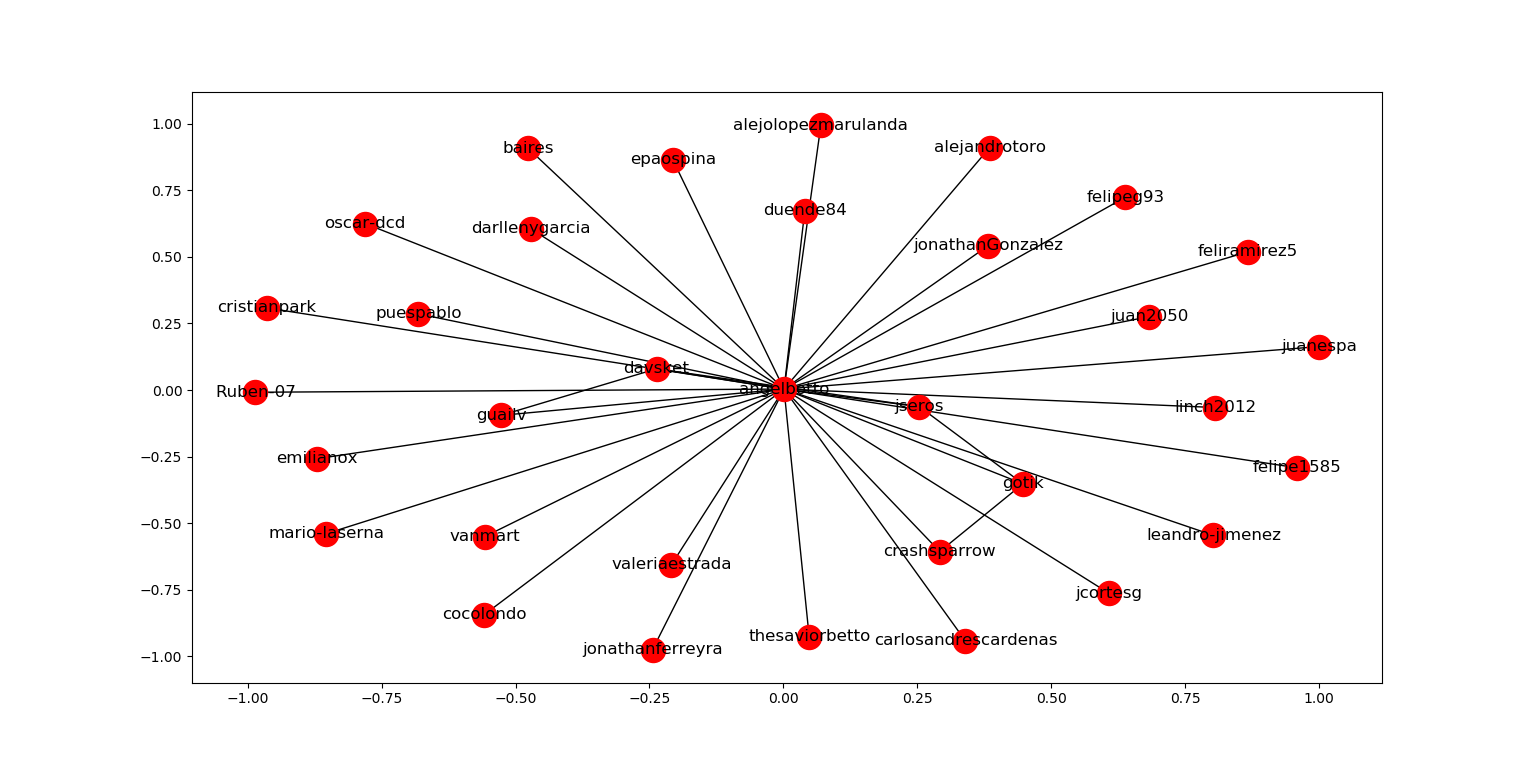 alejolopezmarulanda
1.00
baires
alejandrotoro
epaospina
0.75
felipeg93
duende84
oscar-dcd
darllenygarcia
jonathanGonzalez
feliramirez5
0.50
cristianpark
puespablo
juan2050
0.25
juanespa
davsket
0.00
Ruben-07
angelbetto
jseros
linch2012
guailv
−0.25
emilianox
felipe1585
gotik
−0.50
mario-laserna
vanmart
leandro-jimenez
crashsparrow
valeriaestrada
−0.75
jcortesg
cocolondo
thesaviorbetto
carlosandrescardenas
jonathanferreyra
−1.00
−1.00 −0.75 −0.50 −0.25 0.00 0.25 0.50 0.75 1.00